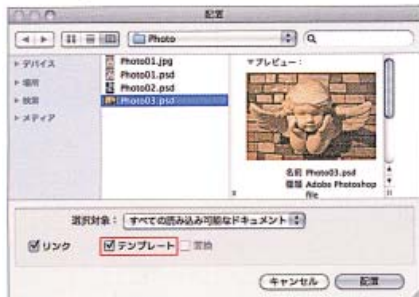 配置
Photo
デバイス
場所
検索
メディア
Photo01.jpg
Photo01.psd
Photo02.psd
Photo03.psd
▼プレビュー：
名前 Photo03.psd
種類 Adobe Photoshop
file
選択対象： すべての読み込み可能なドキュメント
リンク テンプレート 置換
キャンセル 配置